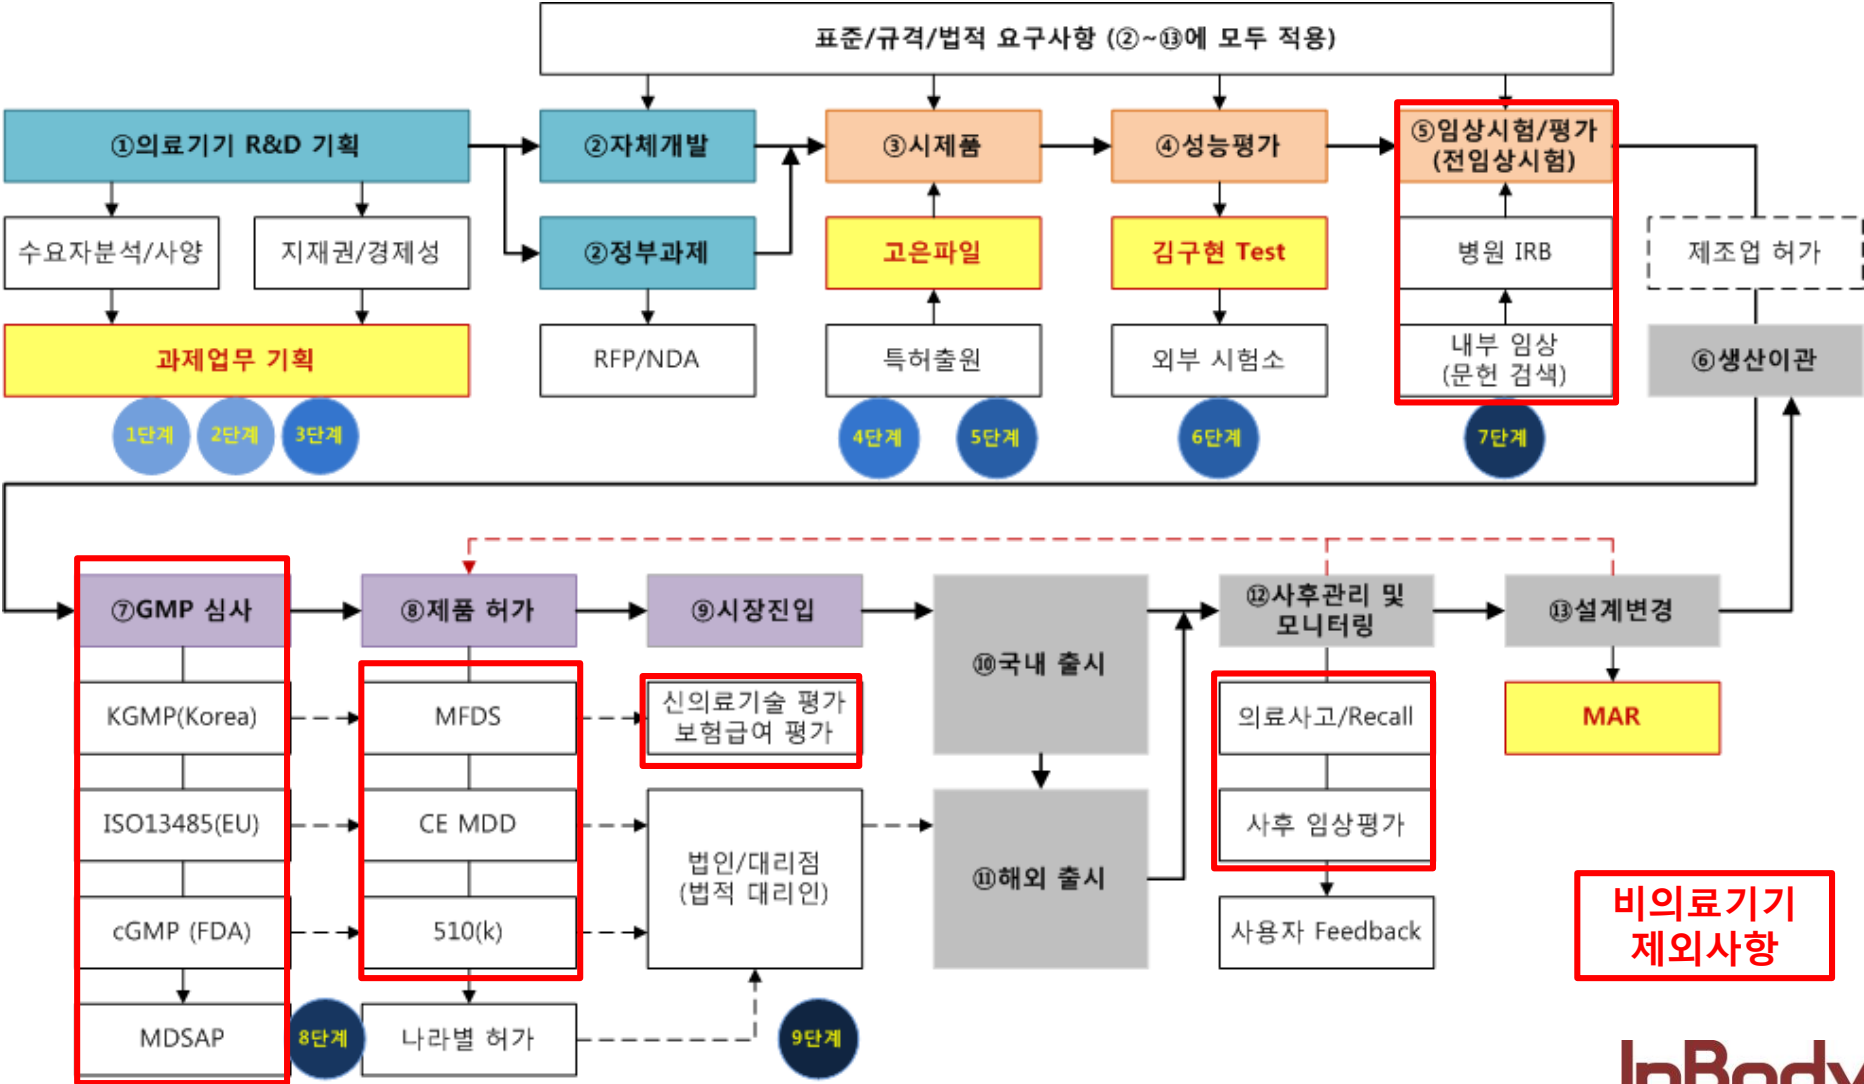 표준/규격/법적 요구사항 (②~⑬에 모두 적용)
①의료기기 R&D 기획
②자체개발
③시제품
④성능평가
⑤임상시험/평가
(전임상시험)
수요자분석/사양
지재권/경제성
②정부과제
고은파일
김구현 Test
병원 IRB
제조업 허가
과제업무 기획
RFP/NDA
특허출원
외부 시험소
내부 임상
(문헌 검색)
⑥생산이관
1단계
2단계
3단계
4단계
5단계
6단계
7단계
⑦GMP 심사
⑧제품 허가
⑨시장진입
⑩국내 출시
⑫사후관리 및
모니터링
⑬설계변경
KGMP(Korea)
MFDS
신의료기술 평가
보험급여 평가
의료사고/Recall
MAR
ISO13485(EU)
CE MDD
법인/대리점
(법적 대리인)
⑪해외 출시
사후 임상평가
cGMP (FDA)
510(k)
사용자 Feedback
비의료기기
제외사항
MDSAP
8단계
나라별 허가
9단계
InBody